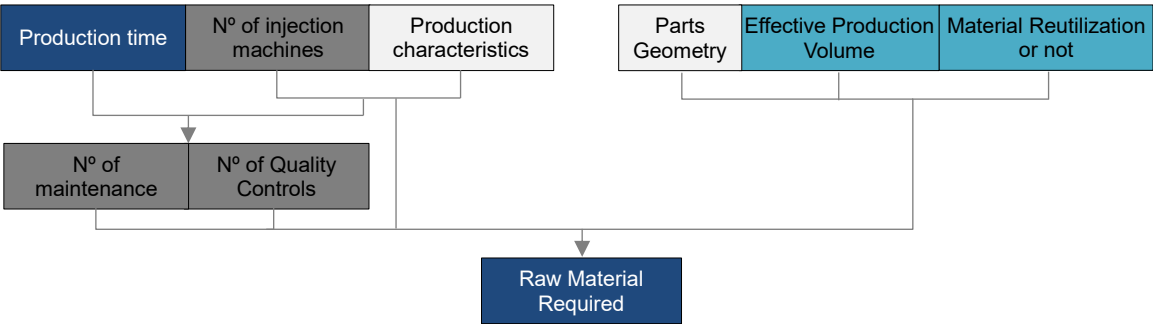 Production time
Nº of injection
machines
Production
characteristics
Parts
Geometry
Effective Production
Volume
Material Reutilization
or not
Nº of
maintenance
Nº of Quality
Controls
Raw Material
Required